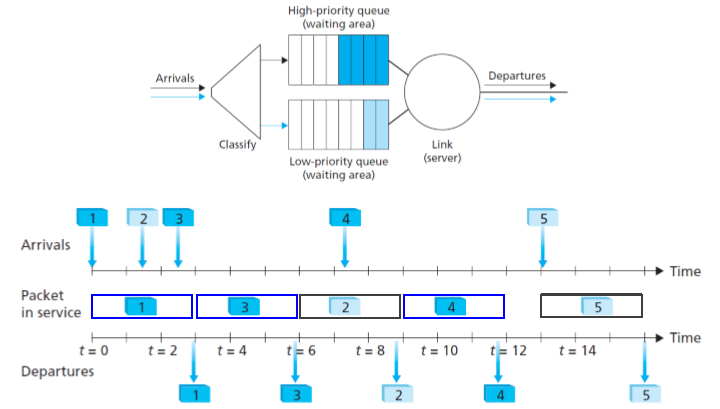 High-priority queue
(waiting area)
Arrivals
Departures
Classify
Link
(server)
Low-priority queue
(waiting area)
1 2 3 4 5
Arrivals
Time
Packet
in service
1 3 2 4 5
Time
t = 0 t = 2 t = 4 t = 6 t = 8 t = 10 t = 12 t = 14
Departures
1 3 2 4 5